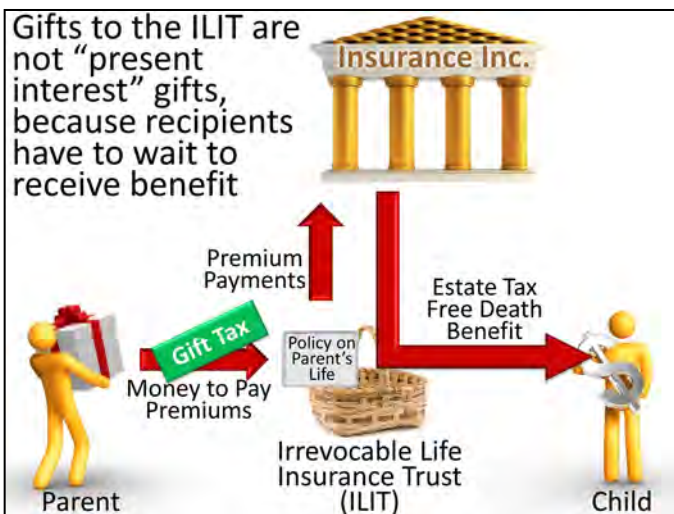 Gifts to the ILIT are
not “present
interest” gifts,
because recipients
have to wait to
receive benefit
Insurance Inc.
Premium
Payments
Estate Tax
Free Death
Benefit
Gift Tax
Money to Pay
Premiums
Policy on
Parent’s
Life
Irrevocable Life
Insurance Trust
(ILIT)
Parent
Child